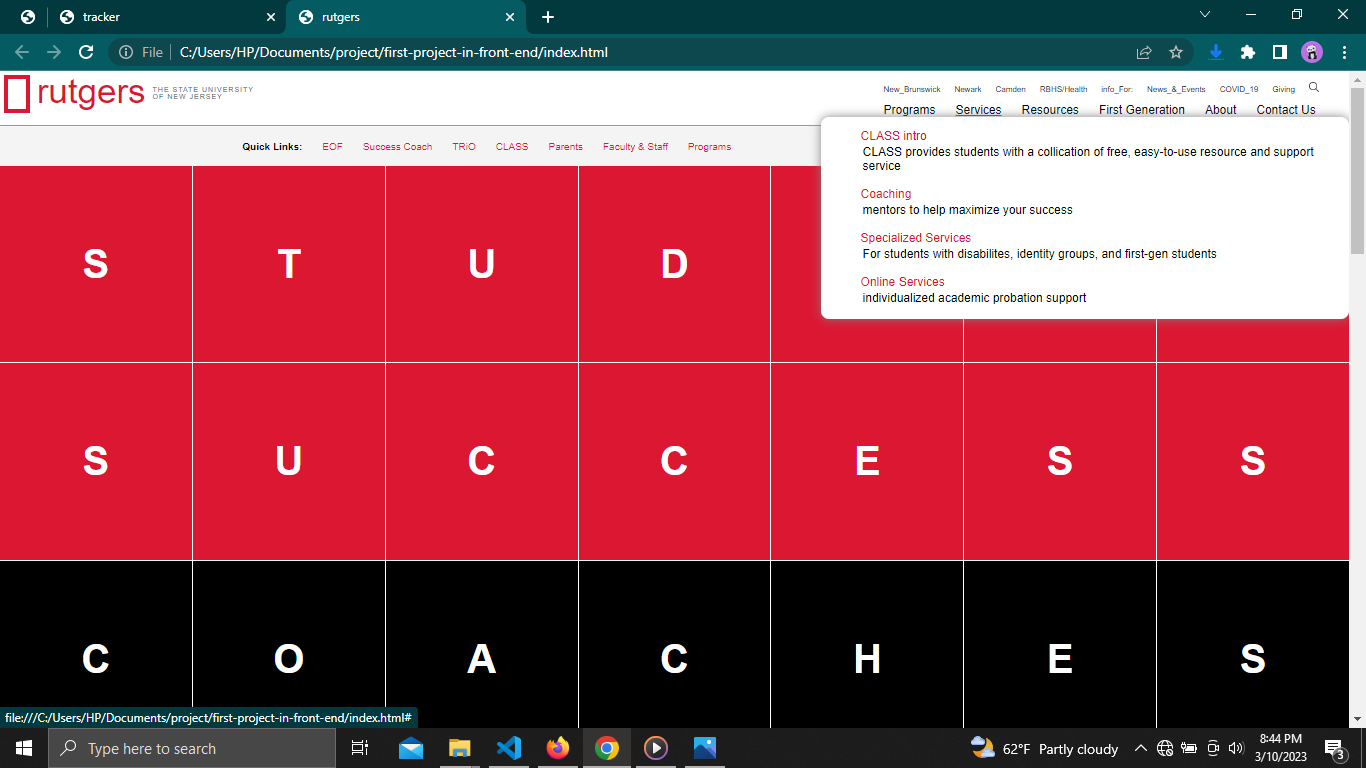 tracker
rutgers
File
C:/Users/HP/Documents/project/first-project-in-front-end/index.html
rutgers
THE STATE UNIVERSITY
OF NEW JERSEY
New_Brunswick Newark Camden RBHS/Health info_For: News_&_Events COVID_19 Giving
Programs Services Resources First Generation About Contact Us
Quick Links: EOF Success Coach TRiO CLASS Parents Faculty & Staff Programs
CLASS intro
CLASS provides students with a collication of free, easy-to-use resource and support
service
Coaching
mentors to help maximize your success
Specialized Services
For students with disabilites, identity groups, and first-gen students
Online Services
individualized academic probation support
S T U D
S U C C E S S
C O A C H E S
file:///C:/Users/HP/Documents/project/first-project-in-front-end/index.html#
Type here to search
62°F Partly cloudy
8:44 PM
3/10/2023
3